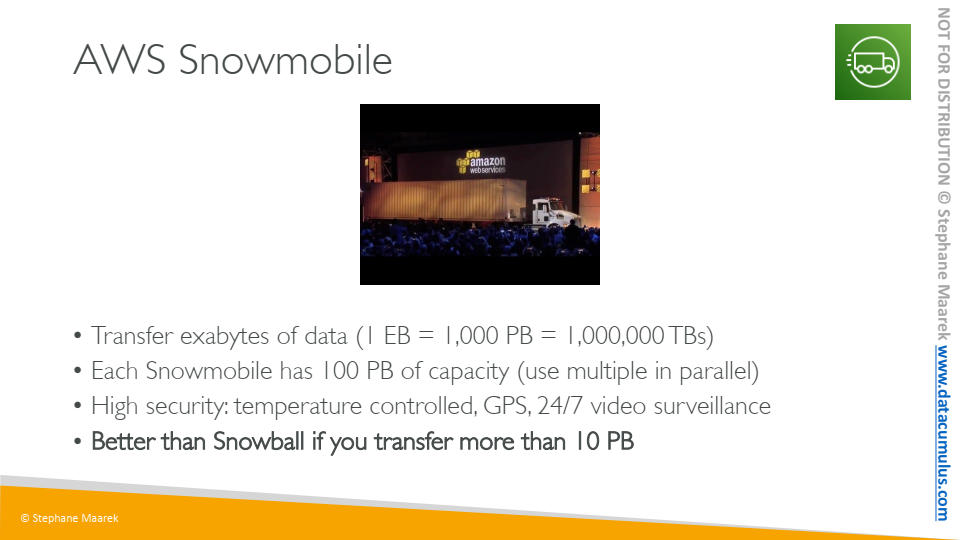 AWS Snowmobile
amazon
webservices
• Transfer exabytes of data (1 EB = 1,000 PB = 1,000,000 TBs)
• Each Snowmobile has 100 PB of capacity (use multiple in parallel)
• High security: temperature controlled, GPS, 24/7 video surveillance
• Better than Snowball if you transfer more than 10 PB
© Stephane Maarek
NOT FOR DISTRIBUTION © Stephane Maarek www.datacumulus.com